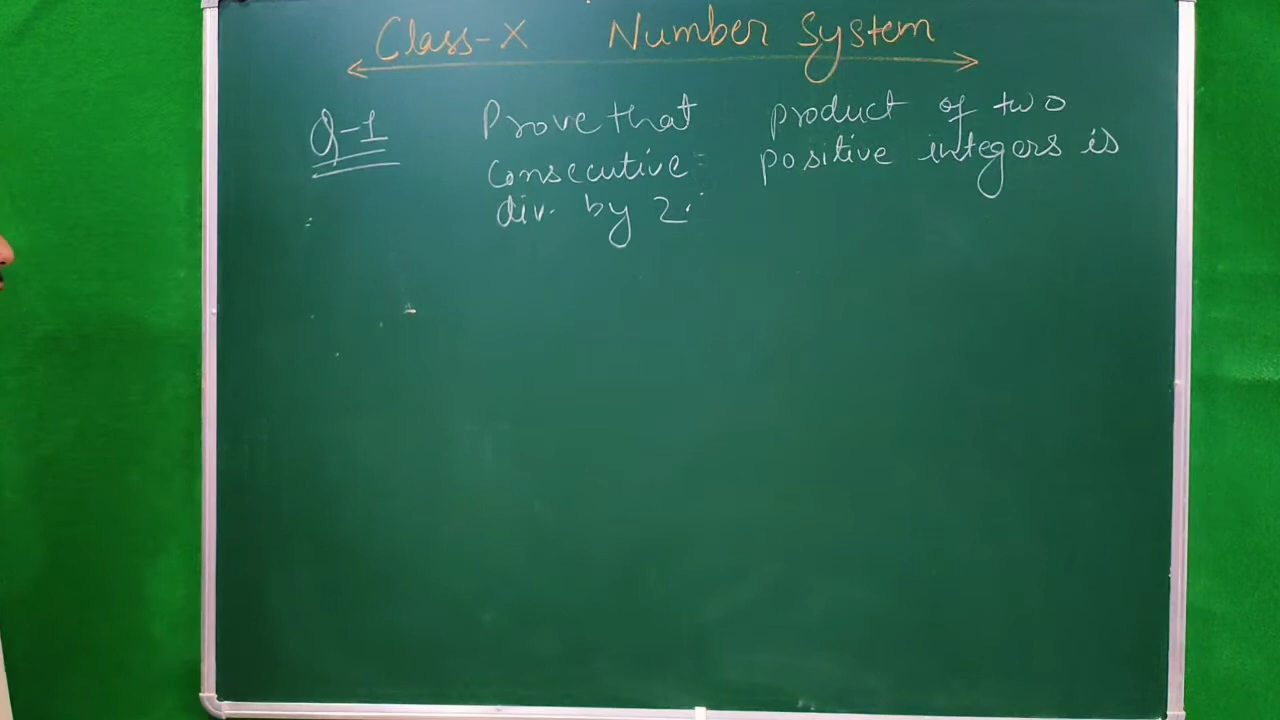 Class-X Number System
Q-1 Prove that product of two
consecutive positive integers is
div. by 2.